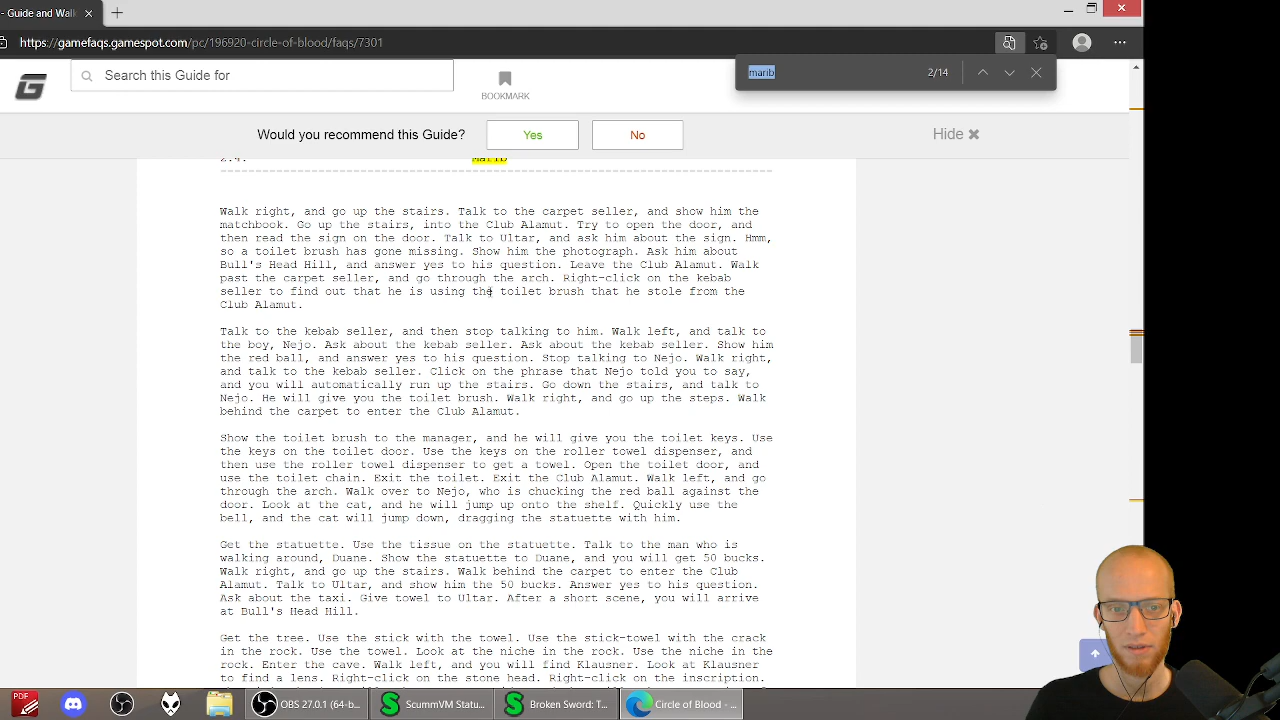 - Guide and Walk
https://gamefaqs.gamespot.com/pc/196920-circle-of-blood/faqs/7301
marib
2/14
Search this Guide for
BOOKMARK
Would you recommend this Guide?
Yes
No
Hide ✖
2.4. Marib
-------------------------------------------------------------------------------
Walk right, and go up the stairs. Talk to the carpet seller, and show him the
matchbook. Go up the stairs, into the Club Alamut. Try to open the door, and
then read the sign on the door. Talk to Ultar, and ask him about the sign. Hmm,
so a toilet brush has gone missing. Show him the photograph. Ask him about
Bull's Head Hill, and answer yes to his question. Leave the Club Alamut. Walk
past the carpet seller, and go through the arch. Right-click on the kebab
seller to find out that he is using the toilet brush that he stole from the
Club Alamut.
Talk to the kebab seller, and then stop talking to him. Walk left, and talk to
the boy, Nejo. Ask about the kebab seller. Ask about the kebab seller. Show him
the red ball, and answer yes to his question. Stop talking to Nejo. Walk right,
and talk to the kebab seller. Click on the phrase that Nejo told you to say,
and you will automatically run up the stairs. Go down the stairs, and talk to
Nejo. He will give you the toilet brush. Walk right, and go up the steps. Walk
behind the carpet to enter the Club Alamut.
Show the toilet brush to the manager, and he will give you the toilet keys. Use
the keys on the toilet door. Use the keys on the roller towel dispenser, and
then use the roller towel dispenser to get a towel. Open the toilet door, and
use the toilet chain. Exit the toilet. Exit the Club Alamut. Walk left, and go
through the arch. Walk over to Nejo, who is chucking the red ball against the
door. Look at the cat, and he will jump up onto the shelf. Quickly use the
bell, and the cat will jump down, dragging the statuette with him.
Get the statuette. Use the tissue on the statuette. Talk to the man who is
walking around, Duane. Show the statuette to Duane, and you will get 50 bucks.
Walk right, and go up the stairs. Walk behind the carpet to enter the Club
Alamut. Talk to Ultar, and show him the 50 bucks. Answer yes to his question.
Ask about the taxi. Give towel to Ultar. After a short scene, you will arrive
at Bull's Head Hill.
Get the tree. Use the stick with the towel. Use the stick-towel with the crack
in the rock. Use the towel. Look at the niche in the rock. Use the niche in the
rock. Enter the cave. Walk left, and you will find Klausner. Look at Klausner
to find a lens. Right-click on the stone head. Right-click on the inscription.
PDF
OBS 27.0.1 (64-b...
ScummVM Statu...
Broken Sword: T...
Circle of Blood - ...